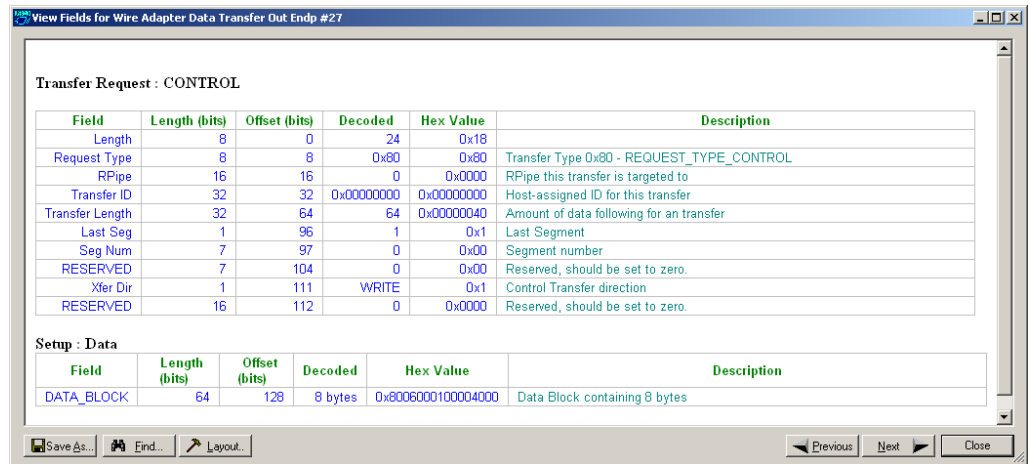 View Fields for Wire Adapter Data Transfer Out Endp #27
Transfer Request : CONTROL
Field Length (bits) Offset (bits) Decoded Hex Value Description
Length 8 0 24 0x18
Request Type 8 8 0x80 0x80 Transfer Type 0x80 - REQUEST_TYPE_CONTROL
RPipe 16 16 0 0x0000 RPipe this transfer is targeted to
Transfer ID 32 32 0x00000000 0x00000000 Host-assigned ID for this transfer
Transfer Length 32 64 64 0x00000040 Amount of data following for an transfer
Last Seg 1 96 1 0x1 Last Segment
Seg Num 7 97 0 0x00 Segment number
RESERVED 7 104 0 0x00 Reserved, should be set to zero.
Xfer Dir 1 111 WRITE 0x1 Control Transfer direction
RESERVED 16 112 0 0x0000 Reserved, should be set to zero.
Setup : Data
Field Length (bits) Offset (bits) Decoded Hex Value Description
DATA_BLOCK 64 128 8 bytes 0x8006000100004000 Data Block containing 8 bytes
Save As... Find... Layout.. Previous Next Close